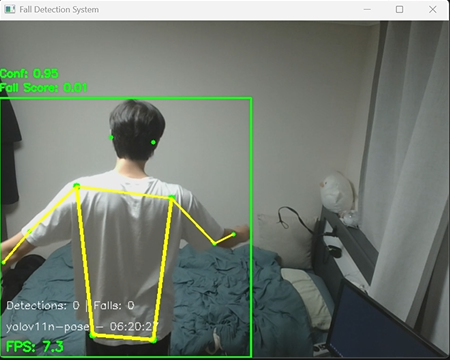 Fall Detection System
Conf: 0.95
Fall Score: 0.01
Detections: 0 | Falls: 0
yolov11n-pose - 06:20:27
FPS: 7.3